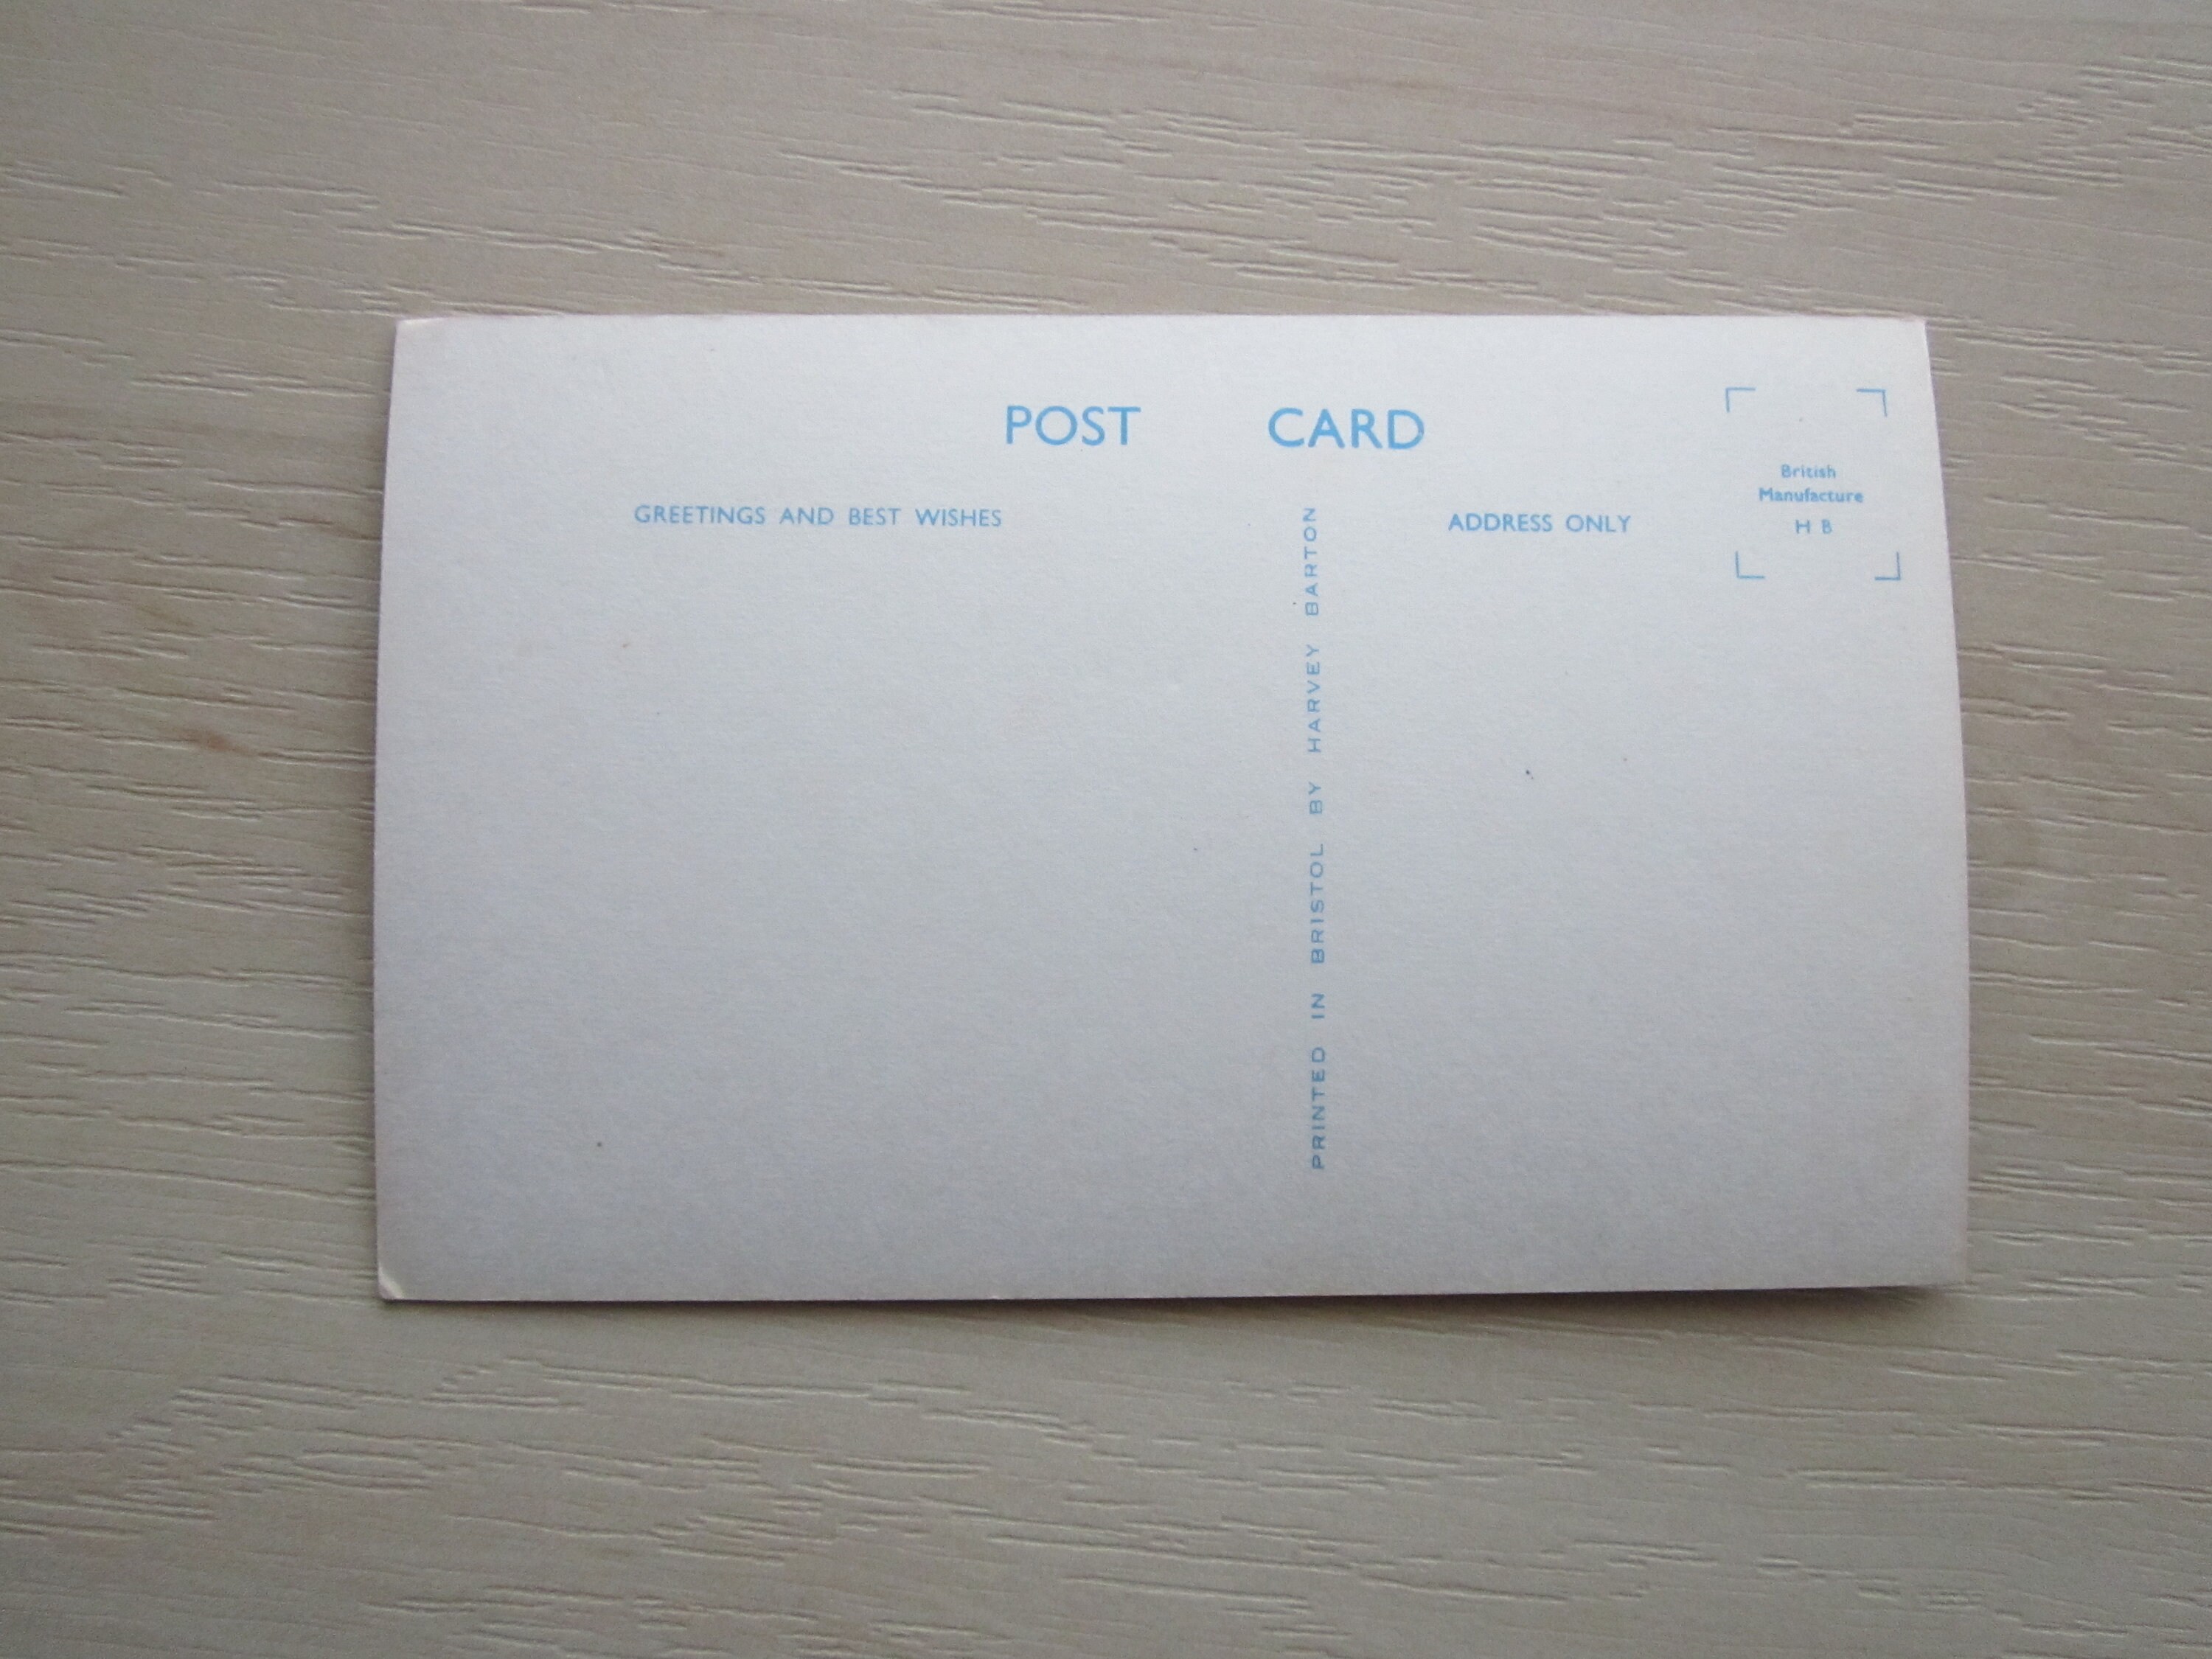 POST CARD
GREETINGS AND BEST WISHES
PRINTED IN BRISTOL BY HARVEY BARTON
ADDRESS ONLY
British
Manufacture
H B